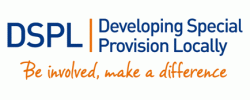 DSPL
Developing Special
Provision Locally
Be involved, make a difference